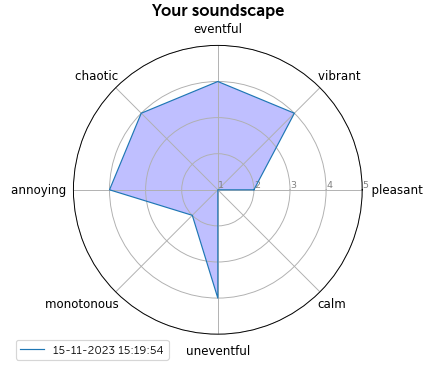 Your soundscape
eventful
chaotic
vibrant
annoying
1 2 3 4 5
pleasant
monotonous
calm
uneventful
15-11-2023 15:19:54